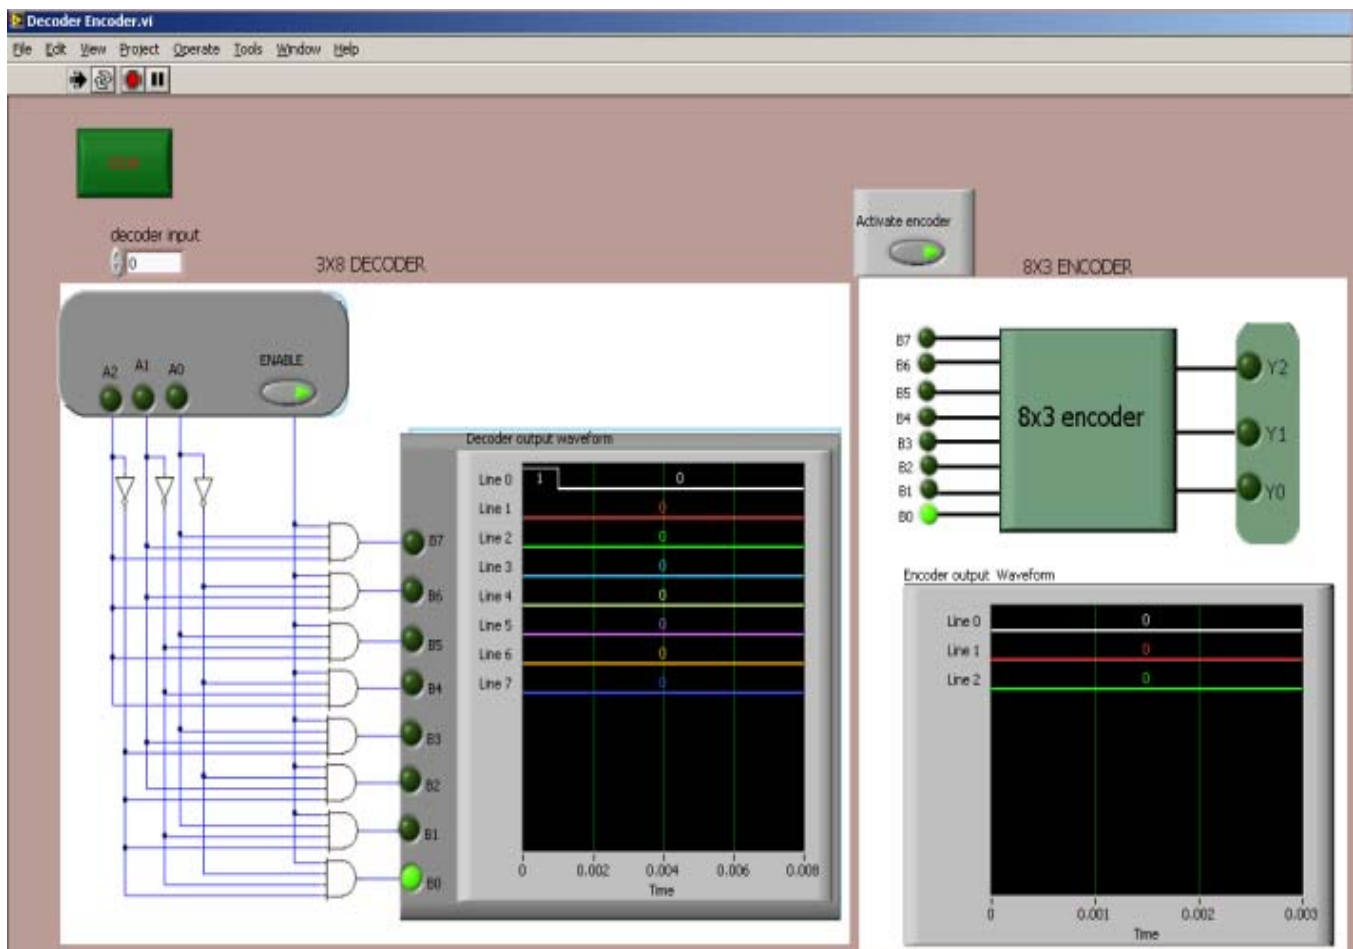 Decoder Encoder.vi
File Edit View Project Operate Tools Window Help
decoder input
0
3X8 DECODER
A2 A1 A0 ENABLE
B7
B6
B5
B4
B3
B2
B1
B0
Decoder output waveform
Line 0 1 0
Line 1 0
Line 2 0
Line 3 0
Line 4 0
Line 5 0
Line 6 0
Line 7 0
0 0.002 0.004 0.006 0.008
Time
Activate encoder
8X3 ENCODER
B7
B6
B5
B4
B3
B2
B1
B0
8x3 encoder
Y2
Y1
Y0
Encoder output Waveform
Line 0 0
Line 1 0
Line 2 0
0 0.001 0.002 0.003
Time